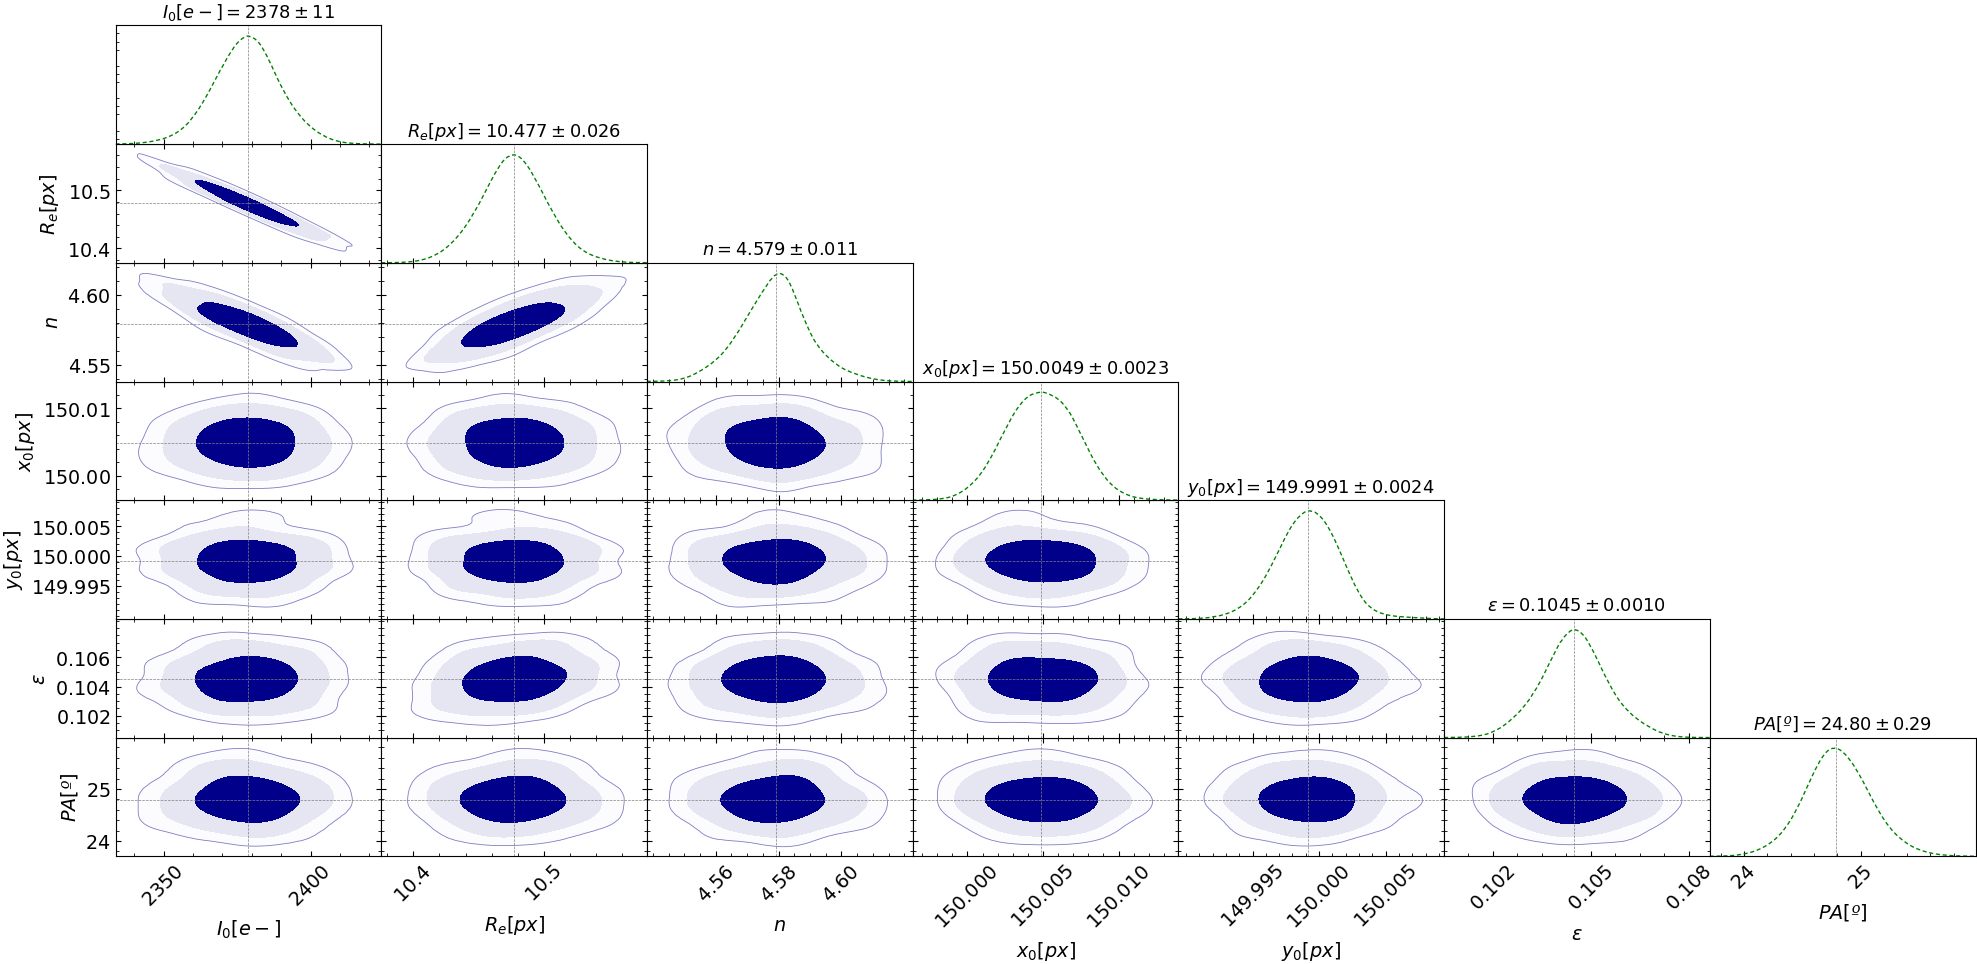 I₀[e−] = 2378 ± 11
Rₑ[px] = 10.477 ± 0.026
n = 4.579 ± 0.011
x₀[px] = 150.0049 ± 0.0023
y₀[px] = 149.9991 ± 0.0024
ε = 0.1045 ± 0.0010
PA[º] = 24.80 ± 0.29
Rₑ[px]
10.5
10.4
n
4.60
4.55
x₀[px]
150.01
150.00
y₀[px]
150.005
150.000
149.995
ε
0.106
0.104
0.102
PA[º]
25
24
2350
2400
10.4
10.5
4.56
4.58
4.60
150.000
150.005
150.010
149.995
150.000
150.005
0.102
0.105
0.108
24
25
I₀[e−]
Rₑ[px]
n
x₀[px]
y₀[px]
ε
PA[º]